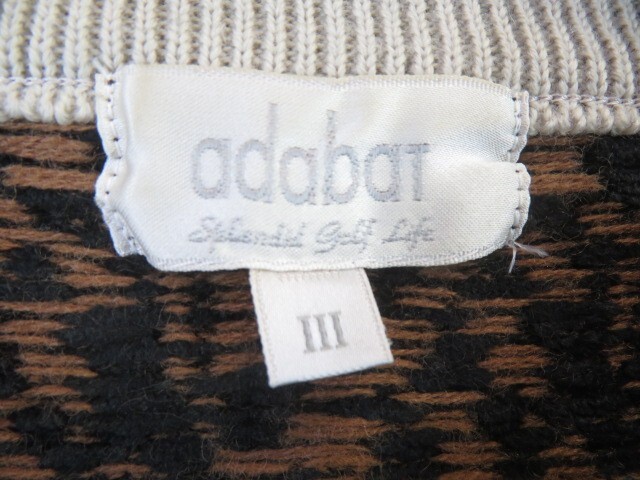 adabat
Splendid Golf Life
III